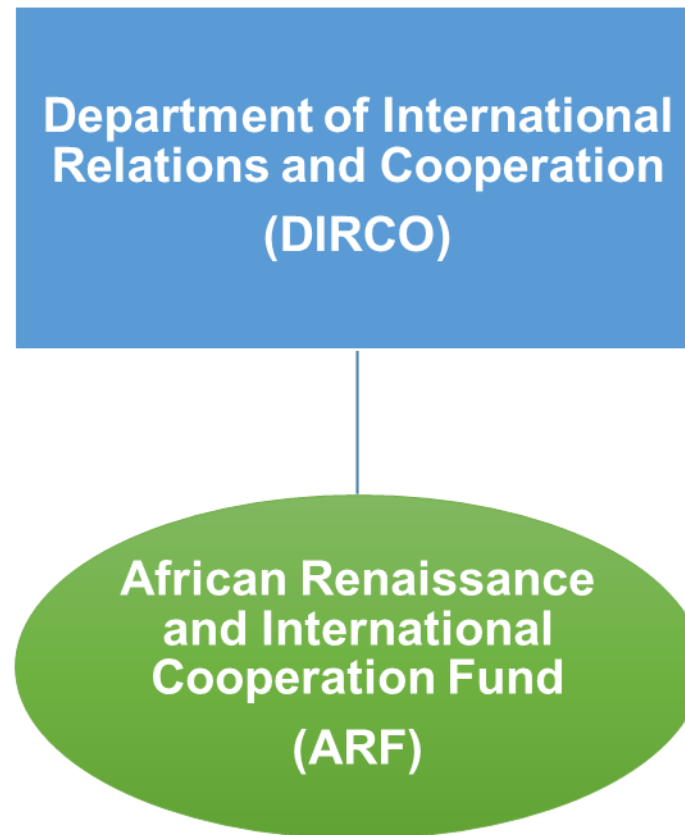 Department of International
Relations and Cooperation
(DIRCO)
African Renaissance
and International
Cooperation Fund
(ARF)